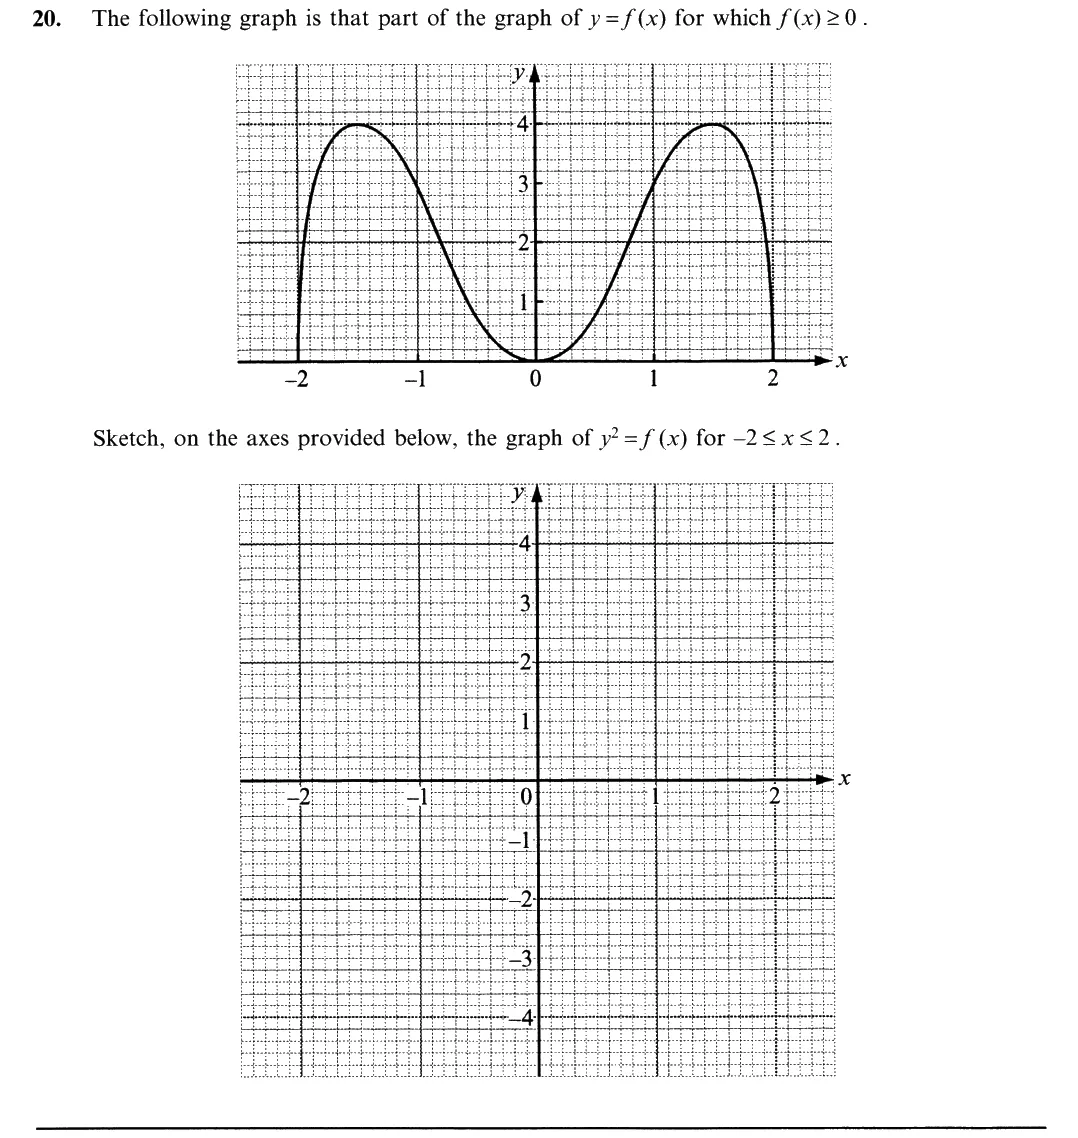 20. The following graph is that part of the graph of y = f (x) for which f (x) ≥ 0 .
y
4
3
2
1
–2 –1 0 1 2 x
Sketch, on the axes provided below, the graph of y² = f (x) for –2 ≤ x ≤ 2 .
y
4
3
2
1
x
–2 –1 0 1 2
–1
–2
–3
–4